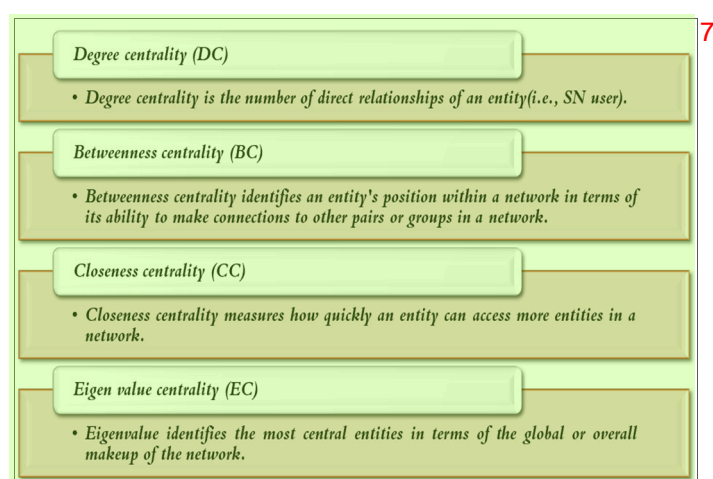 7
Degree centrality (DC)
• Degree centrality is the number of direct relationships of an entity(i.e., SN user).
Betweenness centrality (BC)
• Betweenness centrality identifies an entity's position within a network in terms of
its ability to make connections to other pairs or groups in a network.
Closeness centrality (CC)
• Closeness centrality measures how quickly an entity can access more entities in a
network.
Eigen value centrality (EC)
• Eigenvalue identifies the most central entities in terms of the global or overall
makeup of the network.